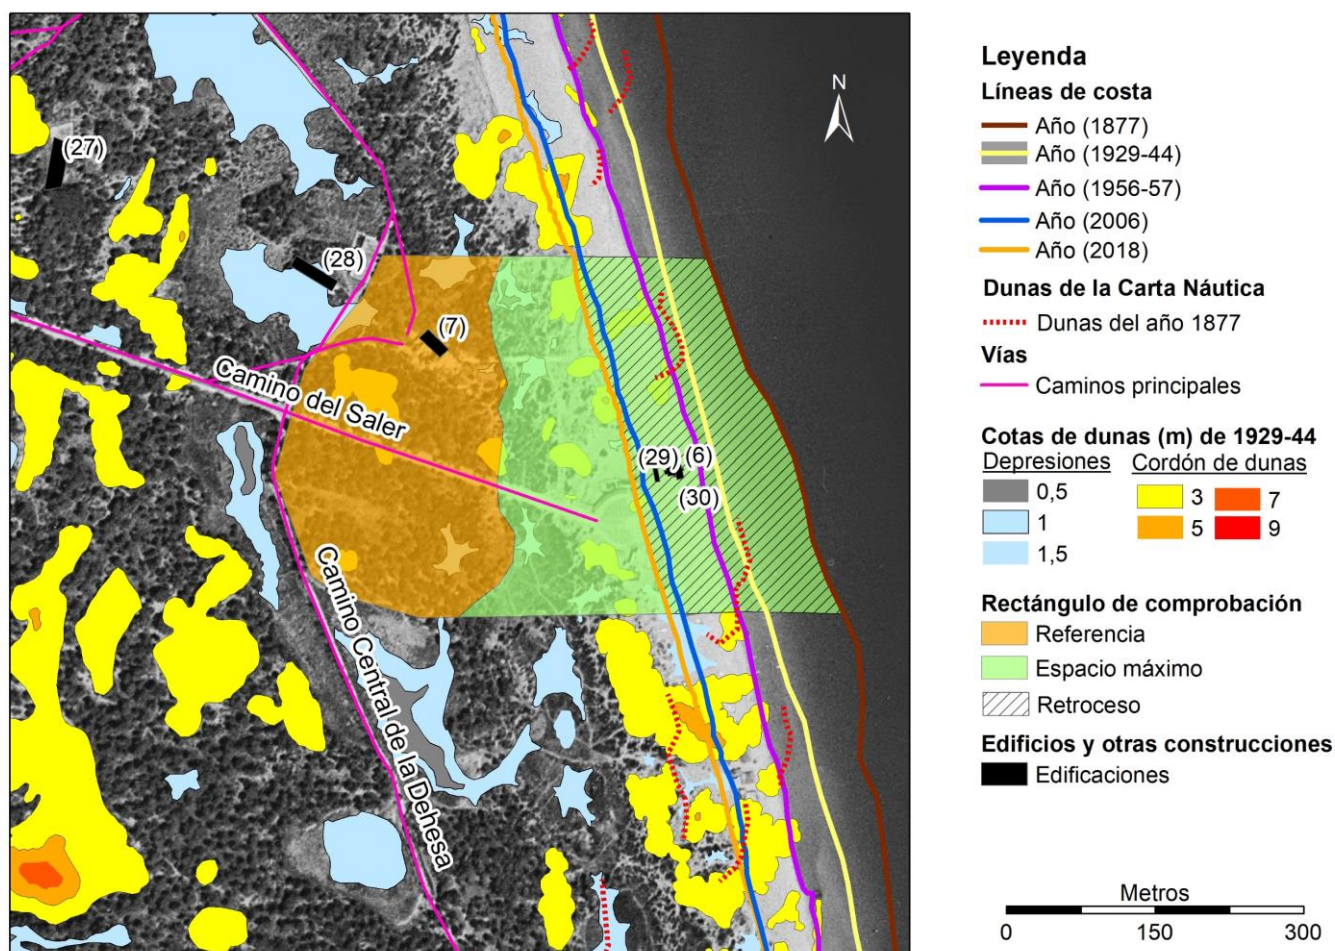 (27)
(28)
(7)
Camino del Saler
(29)
(6)
(30)
Camino Central de la Dehesa
N
Leyenda
Líneas de costa
Año (1877)
Año (1929-44)
Año (1956-57)
Año (2006)
Año (2018)
Dunas de la Carta Náutica
Dunas del año 1877
Vías
Caminos principales
Cotas de dunas (m) de 1929-44
Depresiones Cordón de dunas
0,5 3 7
1 5 9
1,5
Rectángulo de comprobación
Referencia
Espacio máximo
Retroceso
Edificios y otras construcciones
Edificaciones
Metros
0 150 300